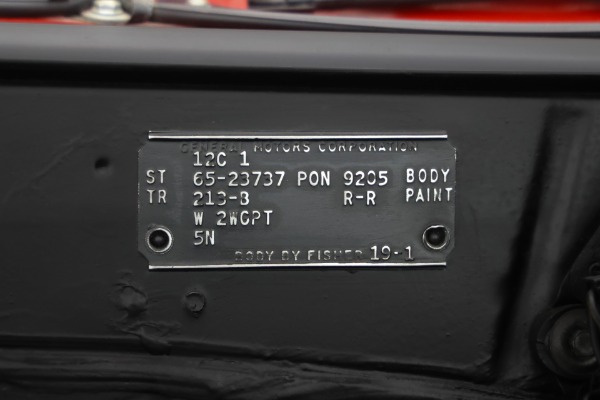 GENERAL MOTORS CORPORATION
12C 1
ST 65-23737 PON 9205 BODY
TR 213-B R-R PAINT
W 2WGPT
5N
BODY BY FISHER 19-1